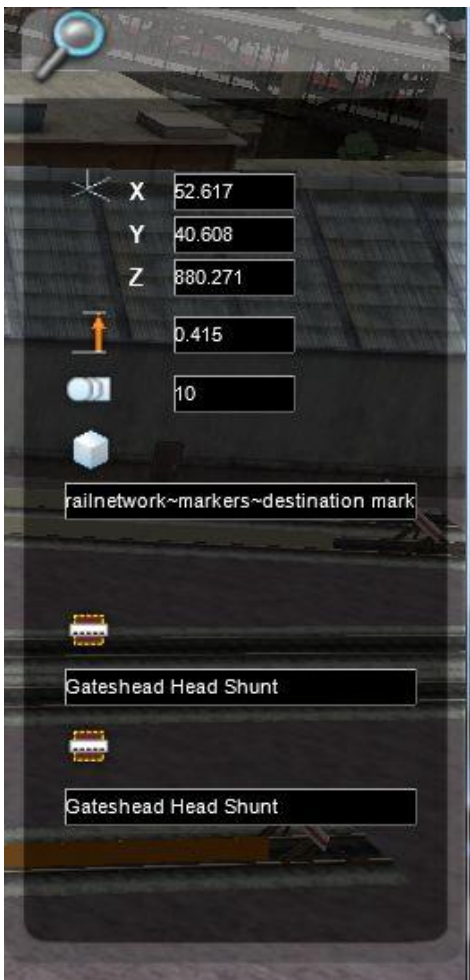 X 52.617
Y 40.608
Z 880.271
0.415
10
railnetwork~markers~destination mark
Gateshead Head Shunt
Gateshead Head Shunt